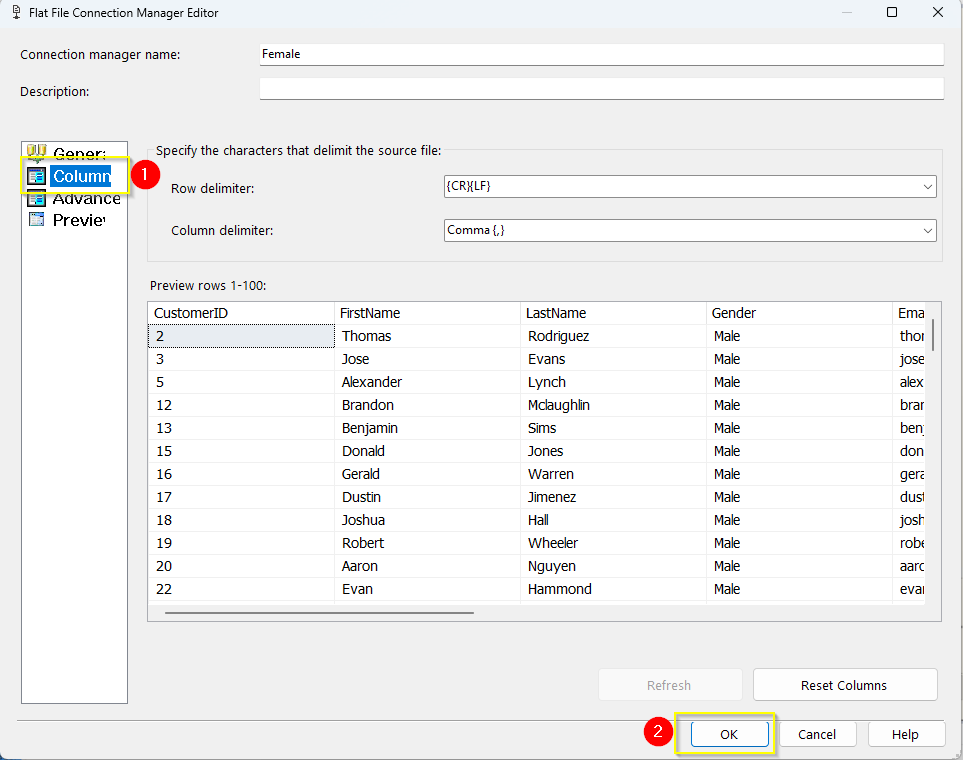 Flat File Connection Manager Editor
Connection manager name: Female
Description:
Genera
Column
Advance
Previe
1
Specify the characters that delimit the source file:
Row delimiter: {CR}{LF}
Column delimiter: Comma {,}
Preview rows 1-100:
CustomerID FirstName LastName Gender Ema
2 Thomas Rodriguez Male thor
3 Jose Evans Male jose
5 Alexander Lynch Male alex
12 Brandon Mclaughlin Male brar
13 Benjamin Sims Male benj
15 Donald Jones Male don
16 Gerald Warren Male gera
17 Dustin Jimenez Male dust
18 Joshua Hall Male josh
19 Robert Wheeler Male robe
20 Aaron Nguyen Male aarc
22 Evan Hammond Male evar
Refresh Reset Columns
2 OK Cancel Help